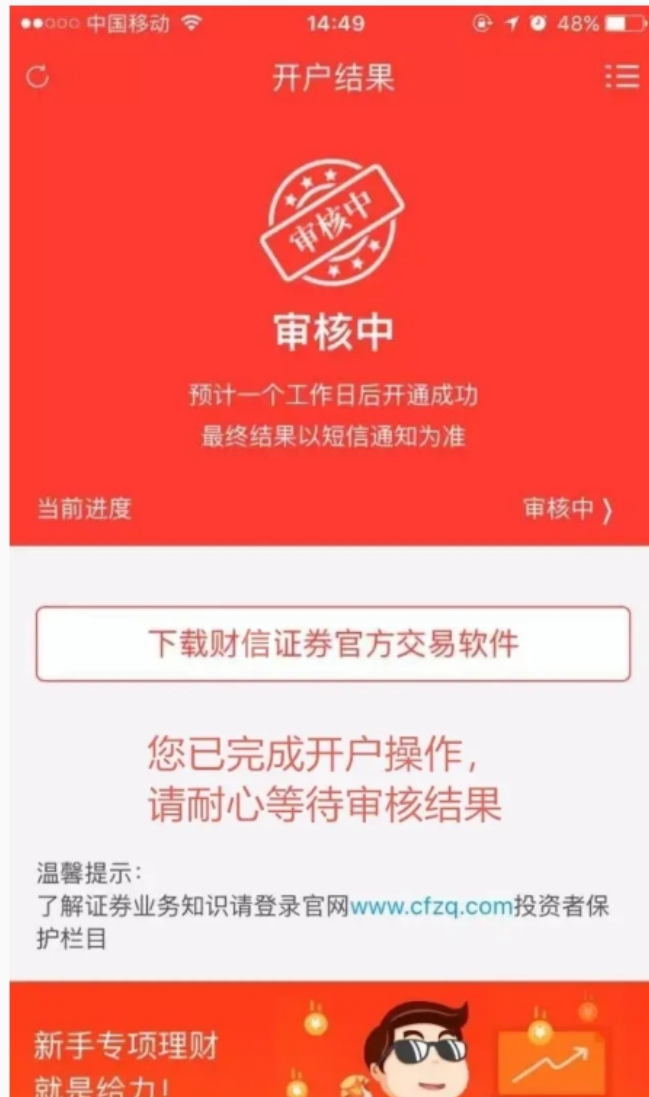 中国移动 14:49 48%
开户结果
审核中
审核中
预计一个工作日后开通成功
最终结果以短信通知为准
当前进度 审核中
下载财信证券官方交易软件
您已完成开户操作,
请耐心等待审核结果
温馨提示:
了解证券业务知识请登录官网www.cfzq.com投资者保
护栏目
新手专项理财
就是给力!